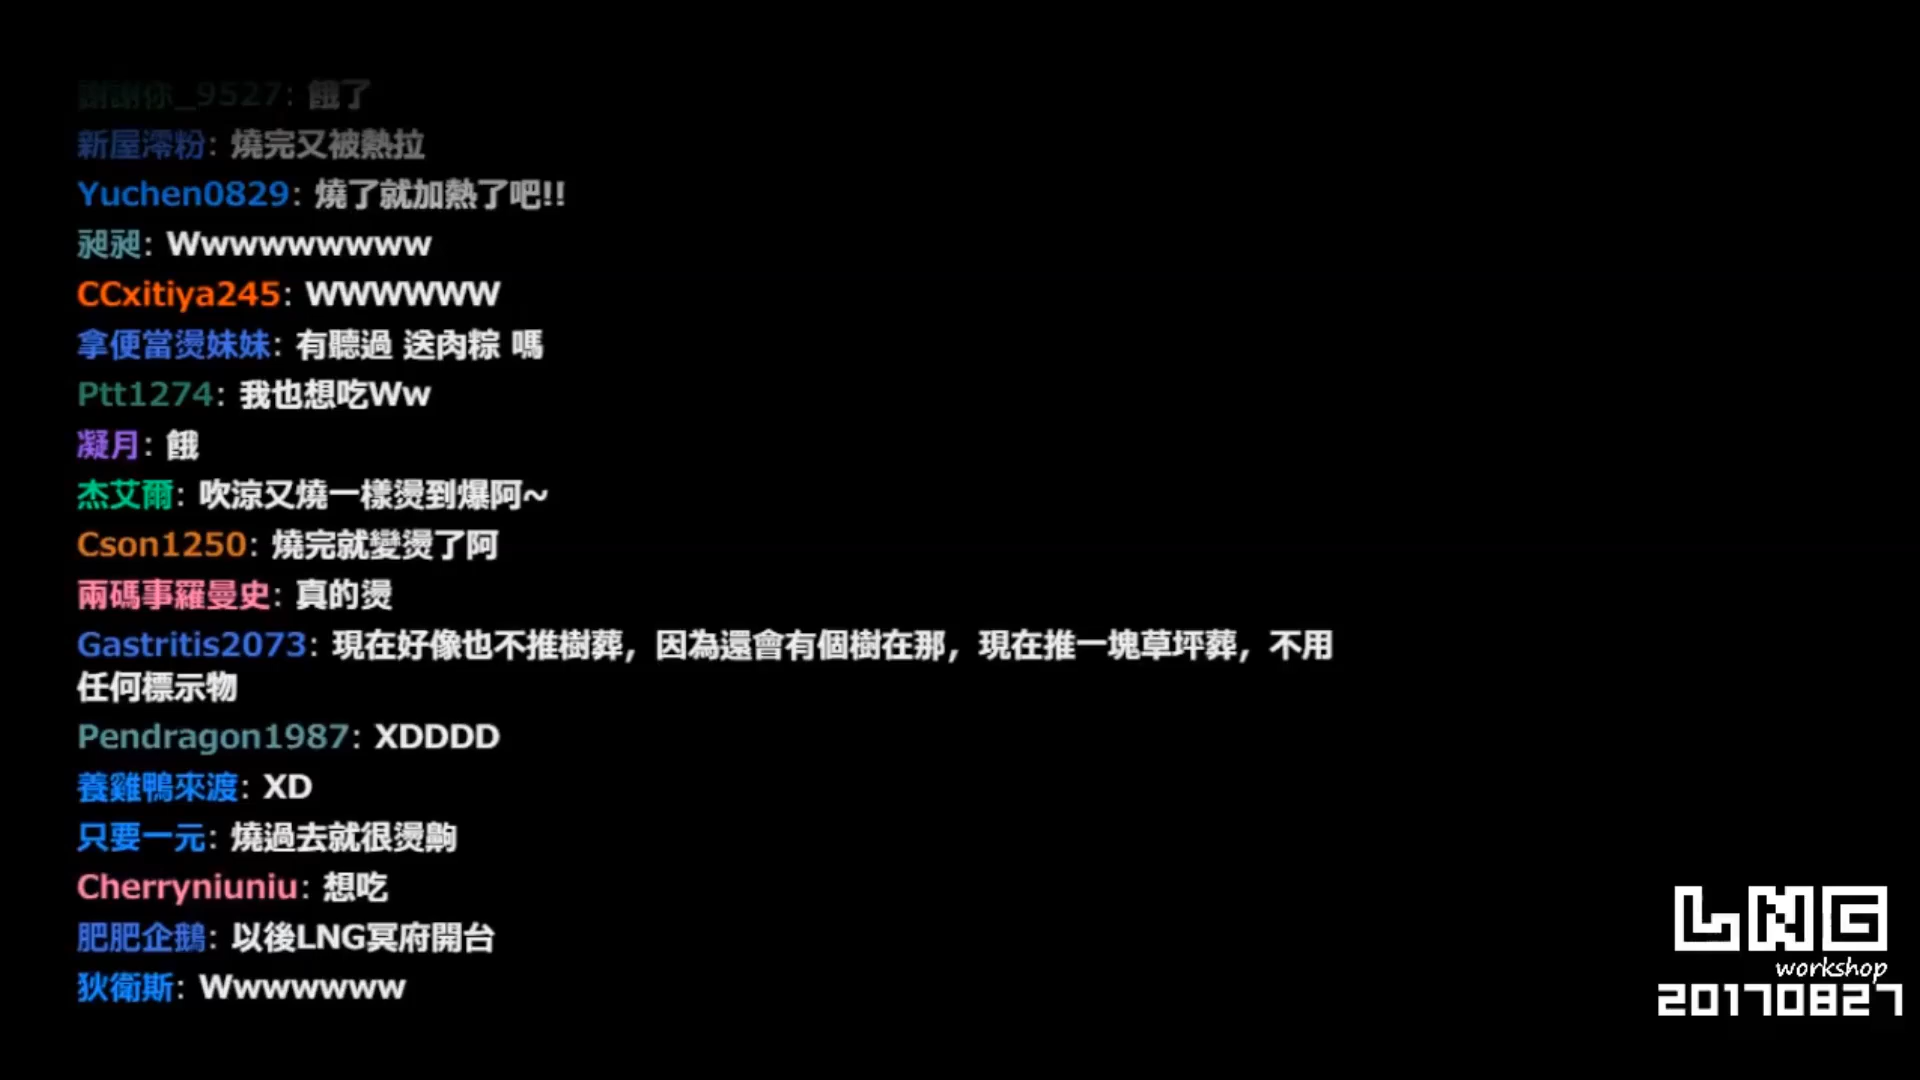 謝謝你_9527: 餓了
新屋澪粉: 燒完又被熱拉
Yuchen0829: 燒了就加熱了吧!!
昶昶: Wwwwwwwww
CCxitiya245: WWWWWW
拿便當燙妹妹: 有聽過 送肉粽 嗎
Ptt1274: 我也想吃Ww
凝月: 餓
杰艾爾: 吹涼又燒一樣燙到爆阿~
Cson1250: 燒完就變燙了阿
兩碼事羅曼史: 真的燙
Gastritis2073: 現在好像也不推樹葬，因為還會有個樹在那，現在推一塊草坪葬，不用
任何標示物
Pendragon1987: XDDDD
養雞鴨來渡: XD
只要一元: 燒過去就很燙齁
Cherryniuniu: 想吃
肥肥企鵝: 以後LNG冥府開台
狄衛斯: Wwwwwww
LNG
workshop
20170827